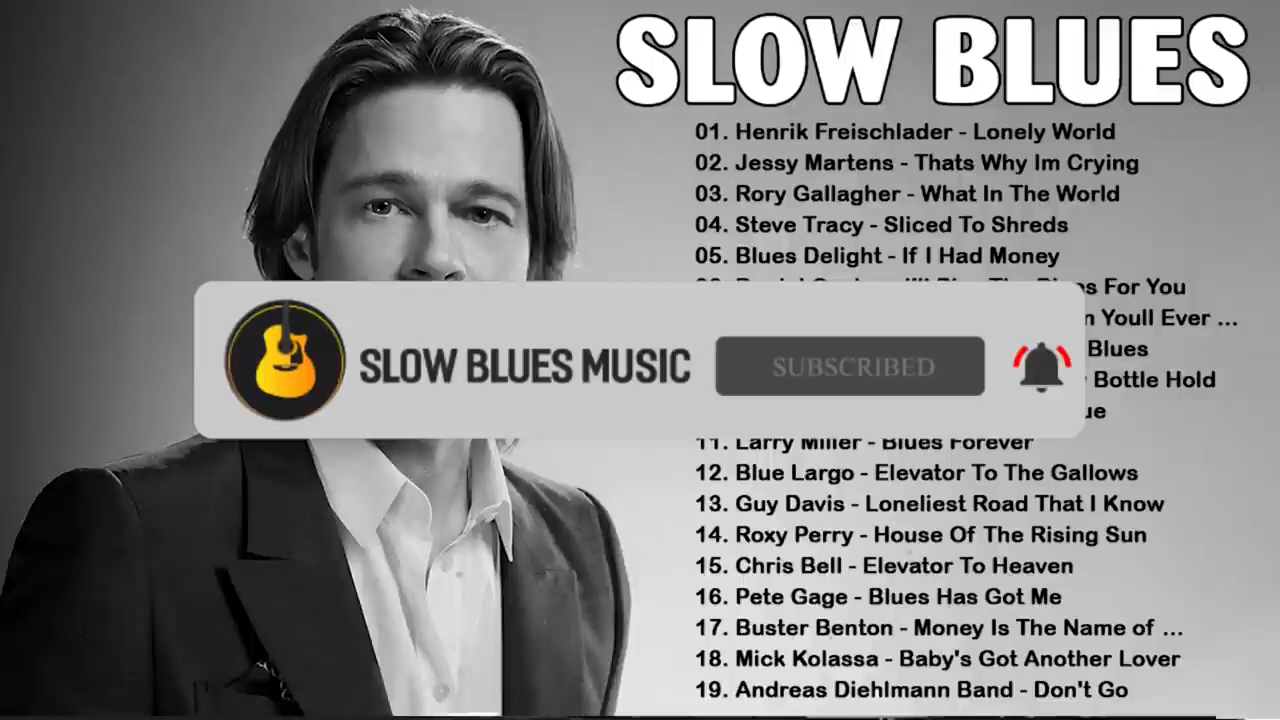 SLOW BLUES
01. Henrik Freischlader - Lonely World
02. Jessy Martens - Thats Why Im Crying
03. Rory Gallagher - What In The World
04. Steve Tracy - Sliced To Shreds
05. Blues Delight - If I Had Money
For You
Youll Ever ...
Blues
Bottle Hold
SLOW BLUES MUSIC
SUBSCRIBED
11. Larry Miller - Blues Forever
12. Blue Largo - Elevator To The Gallows
13. Guy Davis - Loneliest Road That I Know
14. Roxy Perry - House Of The Rising Sun
15. Chris Bell - Elevator To Heaven
16. Pete Gage - Blues Has Got Me
17. Buster Benton - Money Is The Name of ...
18. Mick Kolassa - Baby's Got Another Lover
19. Andreas Diehlmann Band - Don't Go